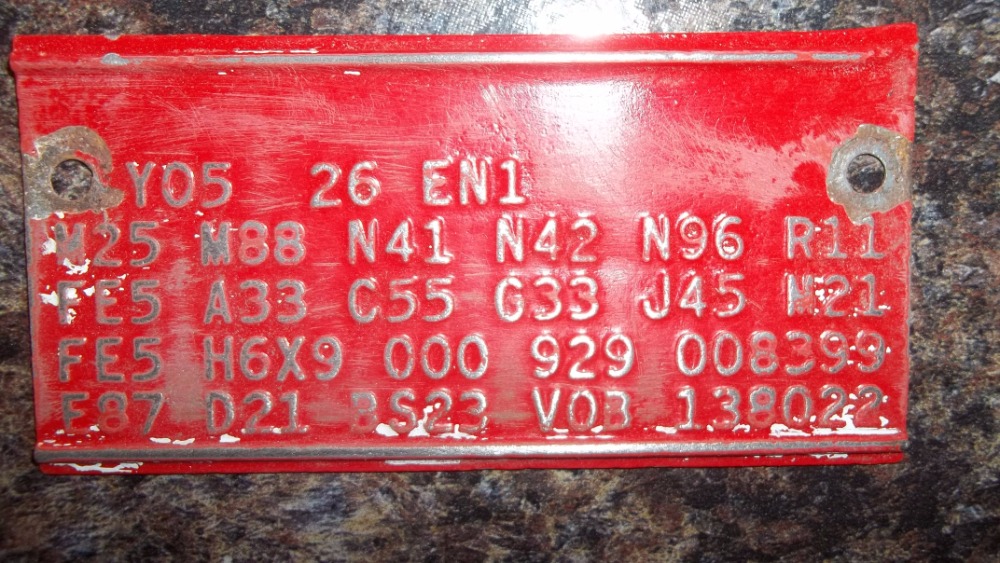 Y05 26 EN1
M25 M88 N41 N42 N96 R11
FE5 A33 C55 G33 J45 M21
FE5 H6X9 000 929 008399
E87 D21 BS23 V0B 138022